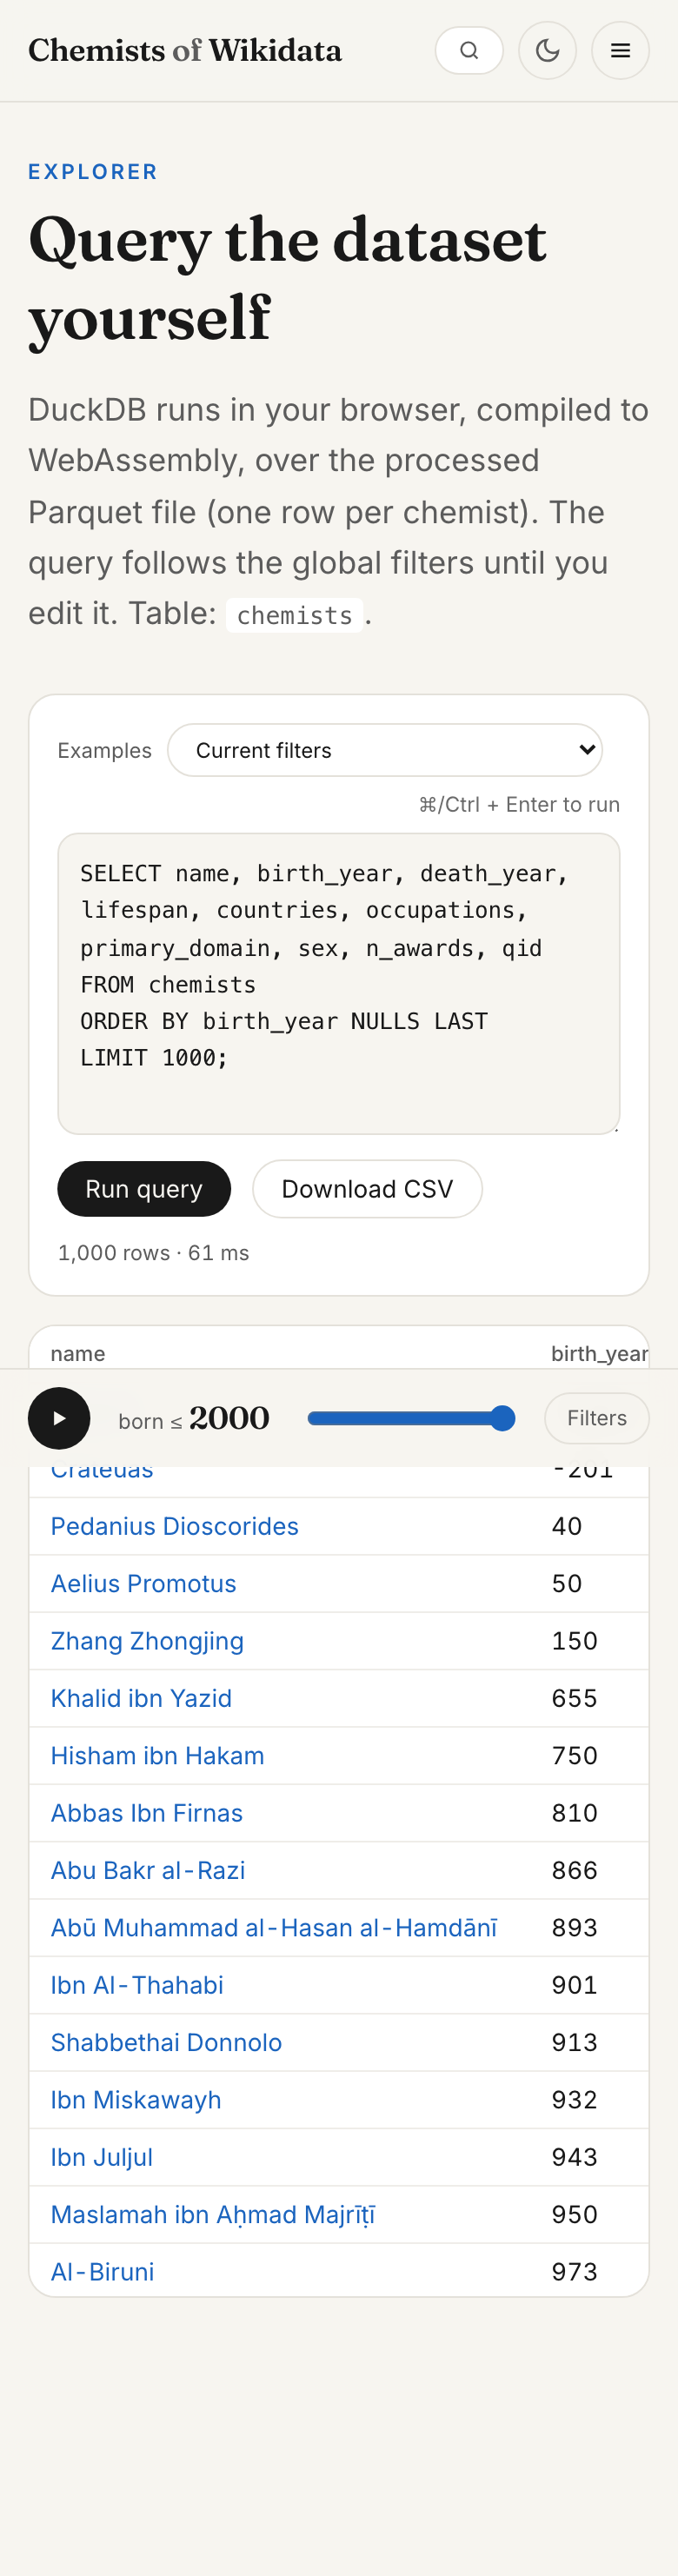 Chemists of Wikidata
EXPLORER
Query the dataset
yourself
DuckDB runs in your browser, compiled to
WebAssembly, over the processed
Parquet file (one row per chemist). The
query follows the global filters until you
edit it. Table: chemists.
Examples Current filters
⌘/Ctrl + Enter to run
SELECT name, birth_year, death_year,
lifespan, countries, occupations,
primary_domain, sex, n_awards, qid
FROM chemists
ORDER BY birth_year NULLS LAST
LIMIT 1000;
Run query Download CSV
1,000 rows · 61 ms
name birth_year
born ≤ 2000 Filters
Crateuas -201
Pedanius Dioscorides 40
Aelius Promotus 50
Zhang Zhongjing 150
Khalid ibn Yazid 655
Hisham ibn Hakam 750
Abbas Ibn Firnas 810
Abu Bakr al-Razi 866
Abū Muhammad al-Hasan al-Hamdānī 893
Ibn Al-Thahabi 901
Shabbethai Donnolo 913
Ibn Miskawayh 932
Ibn Juljul 943
Maslamah ibn Aḥmad Majrīṭī 950
Al-Biruni 973